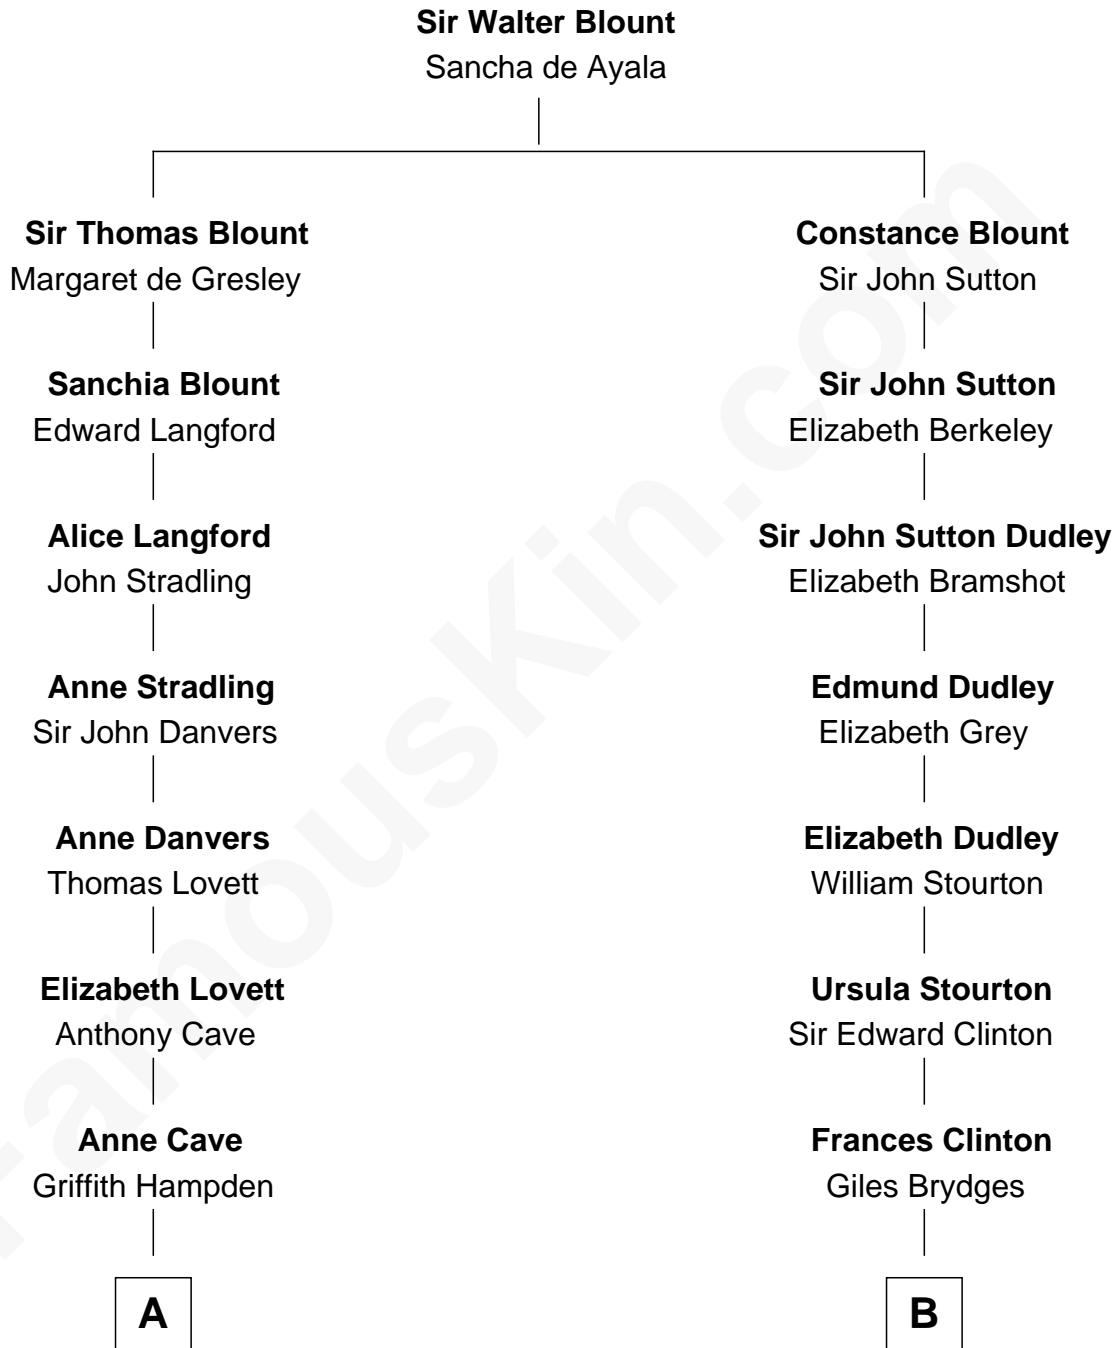 Sir Walter Blount
Sancha de Ayala
Sir Thomas Blount
Margaret de Gresley
Sanchia Blount
Edward Langford
Alice Langford
John Stradling
Anne Stradling
Sir John Danvers
Anne Danvers
Thomas Lovett
Elizabeth Lovett
Anthony Cave
Anne Cave
Griffith Hampden
A
Constance Blount
Sir John Sutton
Sir John Sutton
Elizabeth Berkeley
Sir John Sutton Dudley
Elizabeth Bramshot
Edmund Dudley
Elizabeth Grey
Elizabeth Dudley
William Stourton
Ursula Stourton
Sir Edward Clinton
Frances Clinton
Giles Brydges
B
FamousKin.com